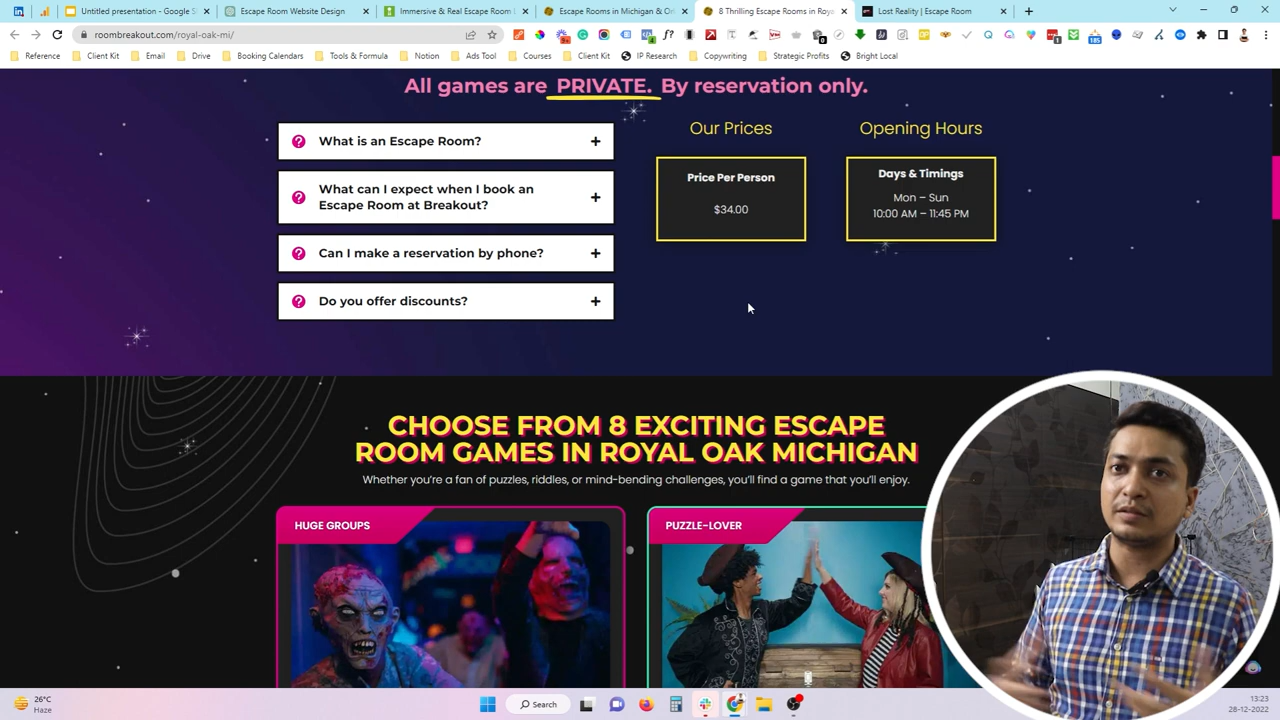 Untitled presentation - Google S
Escape Room Website Design
Immersive & Real Escape Room
Escape Rooms in Michigan & O
8 Thrilling Escape Rooms in Roya
Lost Reality | Escape Room
roombreakout.com/royal-oak-mi/
Reference
Client Kit
Email
Drive
Booking Calendars
Tools & Formula
Notion
Ads Tool
Courses
Client Kit
IP Research
Copywriting
Strategic Profits
Bright Local
All games are PRIVATE. By reservation only.
What is an Escape Room?
What can I expect when I book an
Escape Room at Breakout?
Can I make a reservation by phone?
Do you offer discounts?
Our Prices
Price Per Person
$34.00
Opening Hours
Days & Timings
Mon – Sun
10:00 AM – 11:45 PM
CHOOSE FROM 8 EXCITING ESCAPE
ROOM GAMES IN ROYAL OAK MICHIGAN
Whether you're a fan of puzzles, riddles, or mind-bending challenges, you'll find a game that you'll enjoy.
HUGE GROUPS
PUZZLE-LOVER
26°C
Haze
Search
13:23
28-12-2022